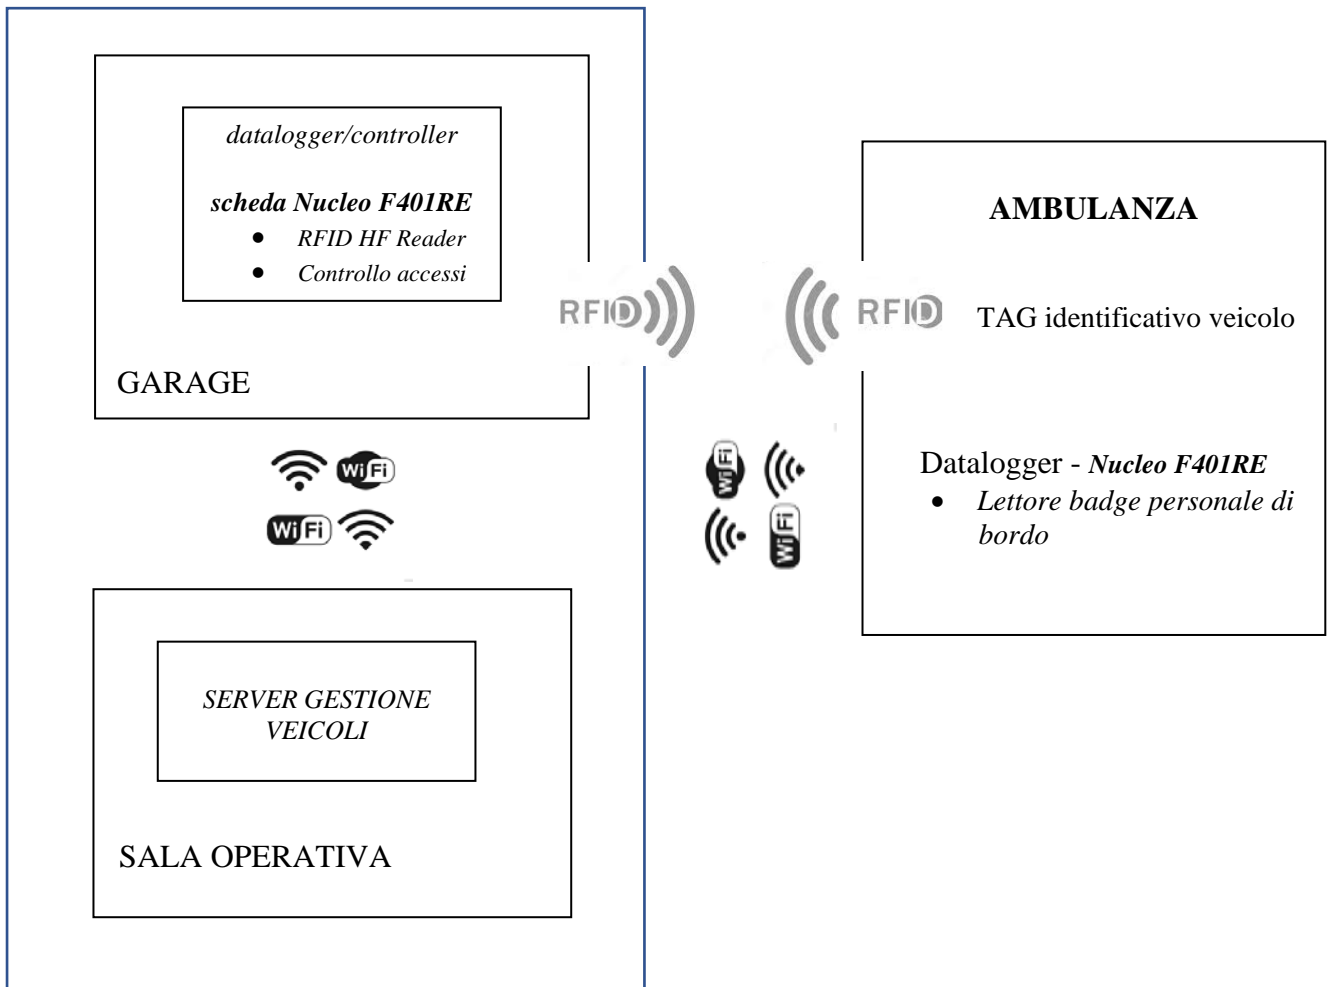 datalogger/controller
scheda Nucleo F401RE
• RFID HF Reader
• Controllo accessi
GARAGE
RFID
RFID
AMBULANZA
TAG identificativo veicolo
Datalogger - Nucleo F401RE
• Lettore badge personale di
bordo
WiFi
WiFi
WiFi
WiFi
SERVER GESTIONE
VEICOLI
SALA OPERATIVA